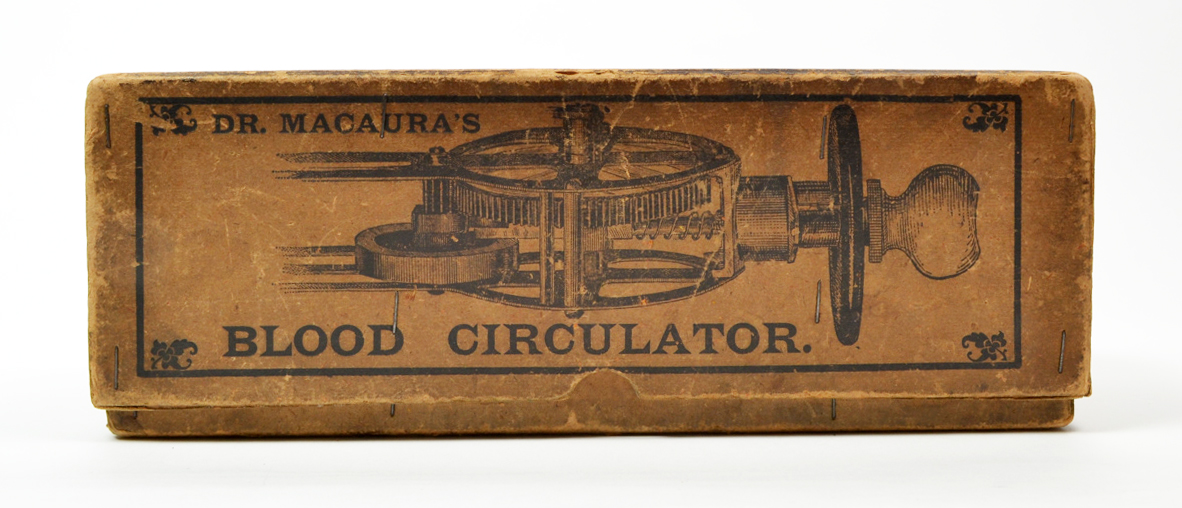 DR. MACAURA'S
BLOOD CIRCULATOR.